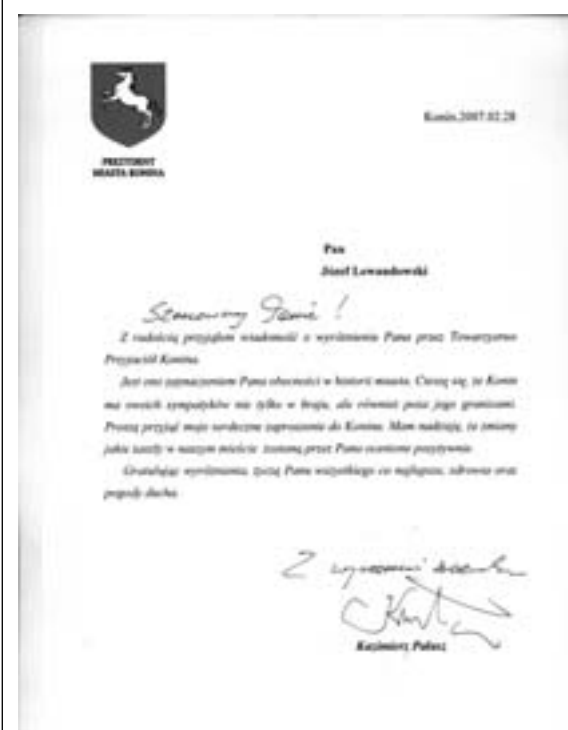 PREZYDENT
MIASTA KONINA
Konin,2007.02.28
Pan
Józef Lewandowski
Szanowny Panie !
Z radością przyjąłem wiadomość o wyróżnieniu Pana przez Towarzystwo
Przyjaciół Konina.
Jest ono zaznaczeniem Pana obecności w historii miasta. Cieszę się, że Konin
ma swoich sympatyków nie tylko w kraju, ale również poza jego granicami.
Proszę przyjąć moje serdeczne zaproszenie do Konina. Mam nadzieję, że zmiany
jakie zaszły w naszym mieście zostaną przez Pana ocenione pozytywnie.
Gratulując wyróżnienia, życzę Panu wszystkiego co najlepsze, zdrowia oraz
pogody ducha.
Z wyrazami szacunku
Kazimierz Pałasz